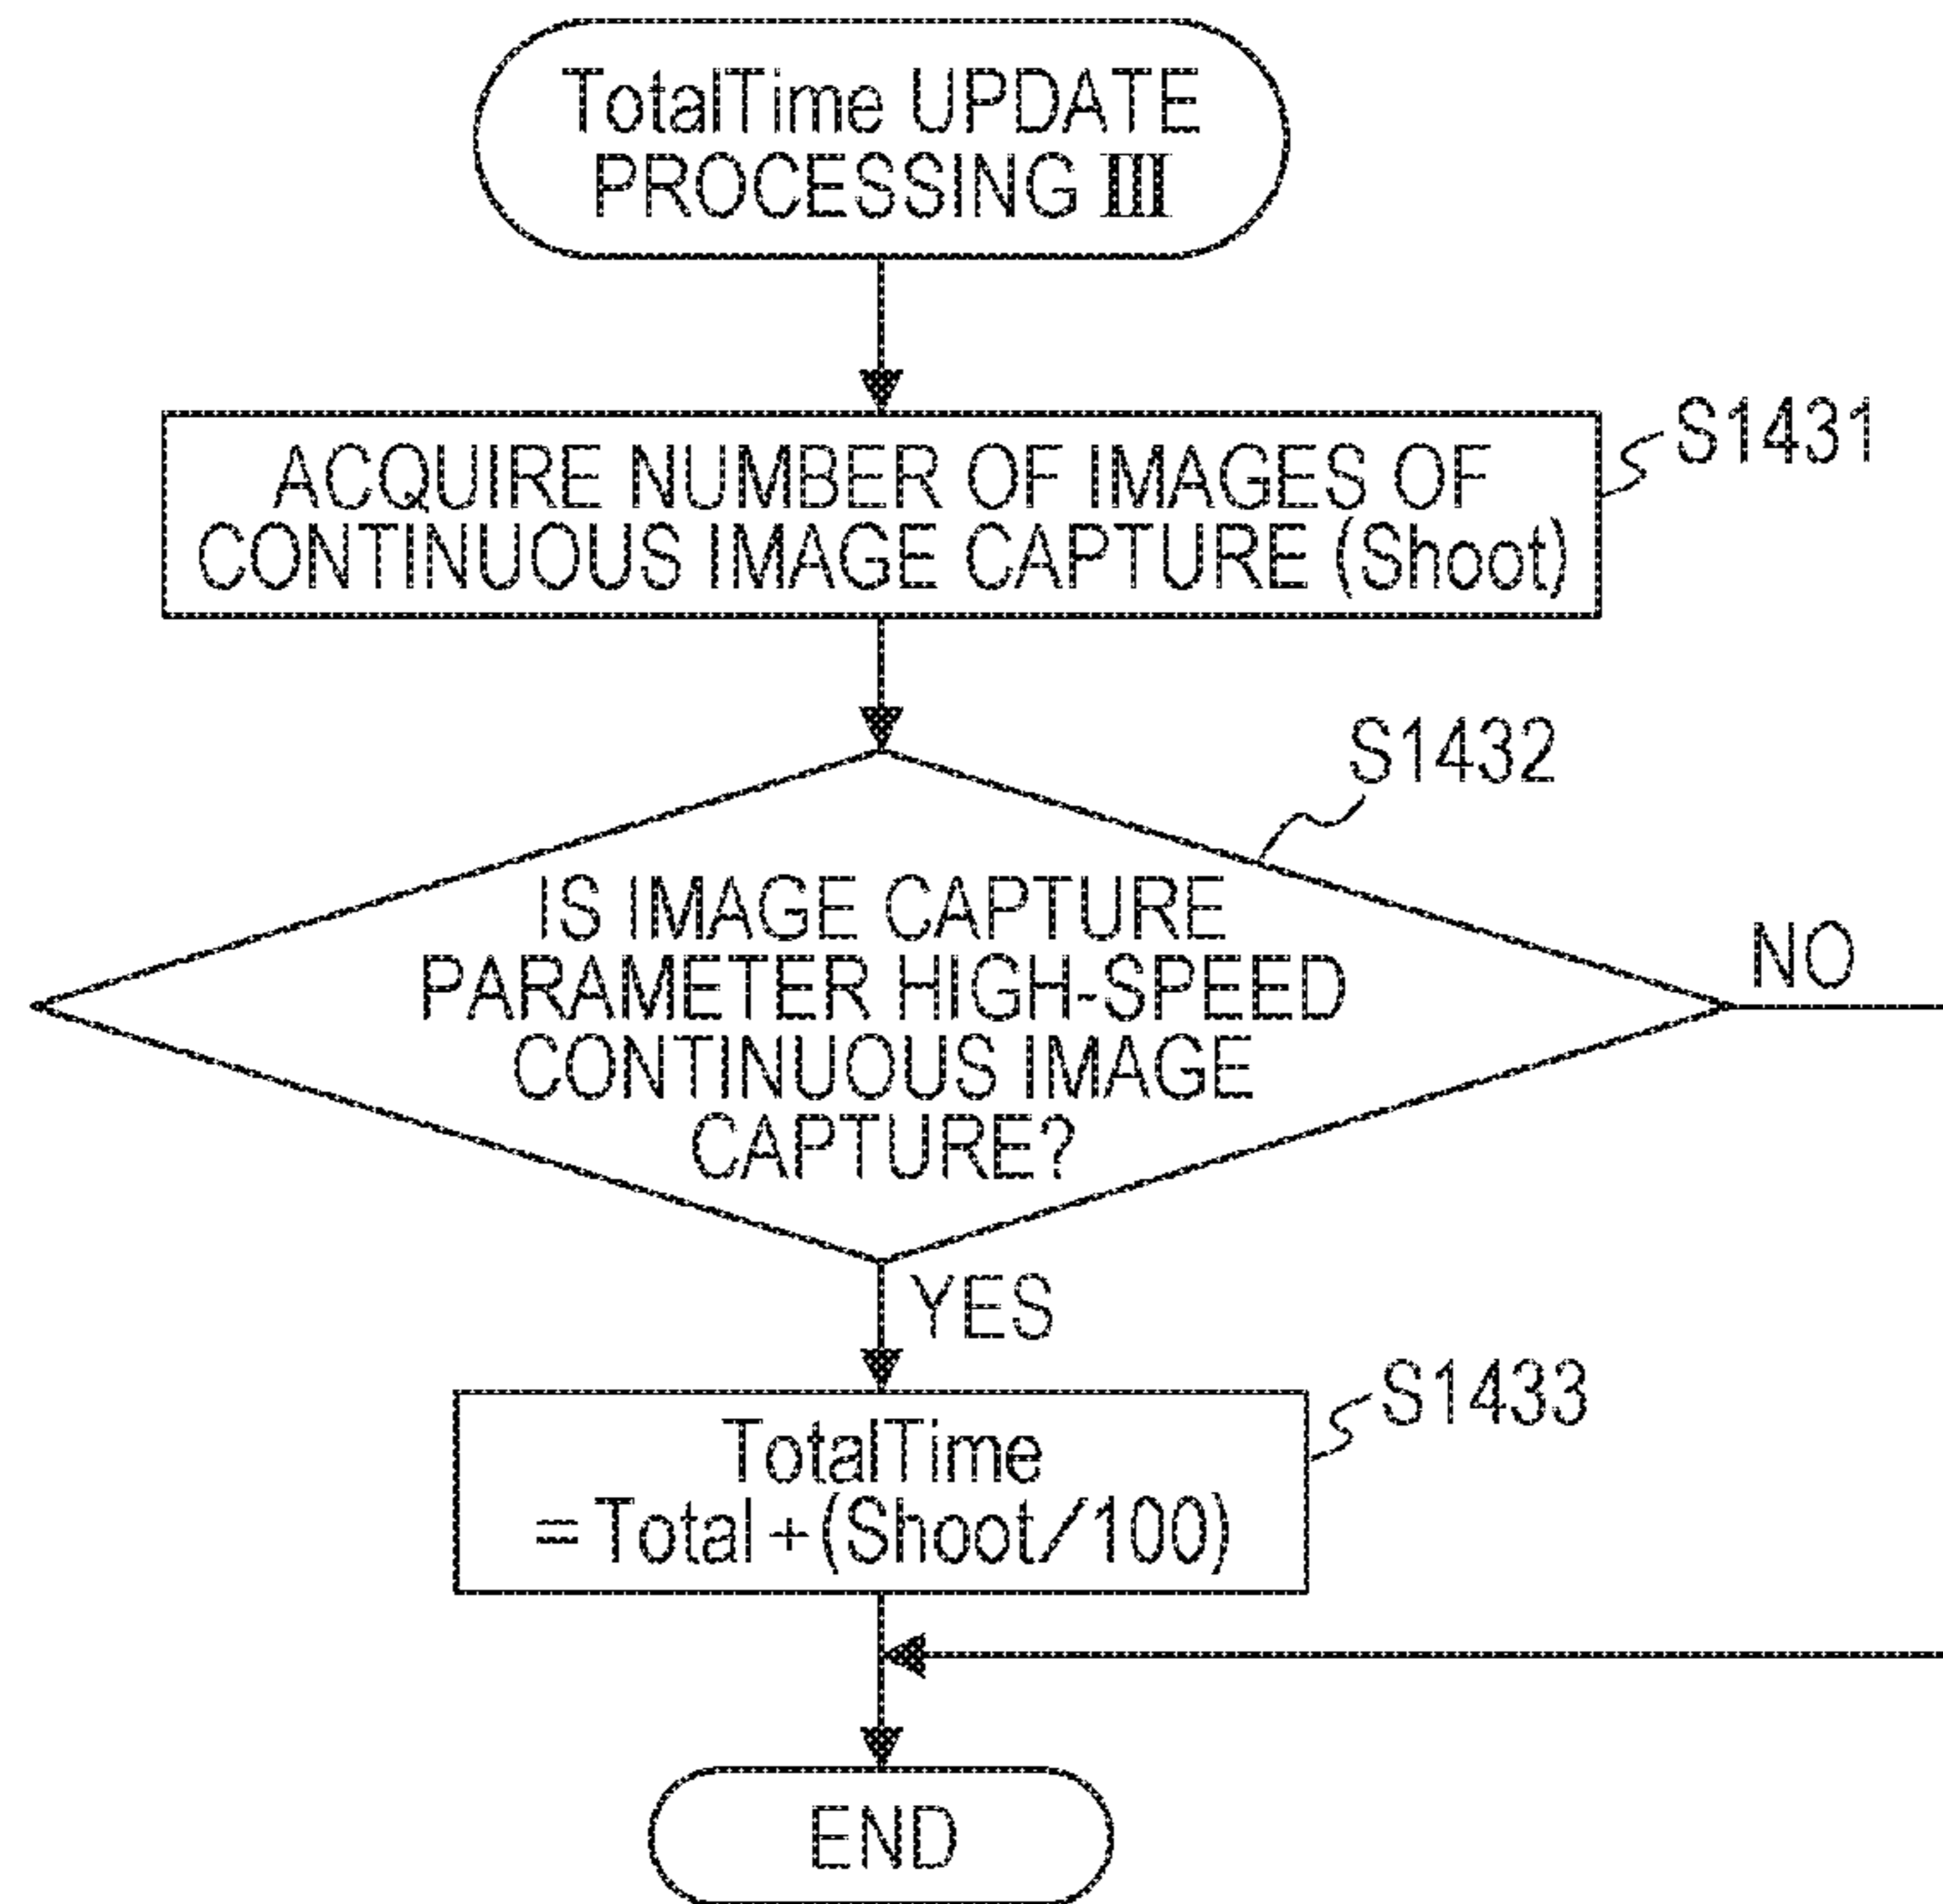 TotalTime UPDATE
PROCESSING III
S1431
ACQUIRE NUMBER OF IMAGES OF
CONTINUOUS IMAGE CAPTURE (Shoot)
S1432
IS IMAGE CAPTURE
PARAMETER HIGH-SPEED
CONTINUOUS IMAGE
CAPTURE?
NO
YES
S1433
TotalTime
=Total+(Shoot/100)
END